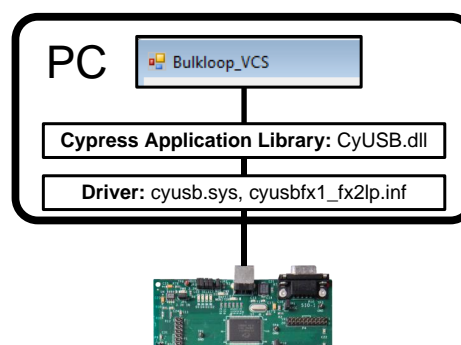 PC
Bulkloop_VCS
Cypress Application Library: CyUSB.dll
Driver: cyusb.sys, cyusbfx1_fx2lp.inf